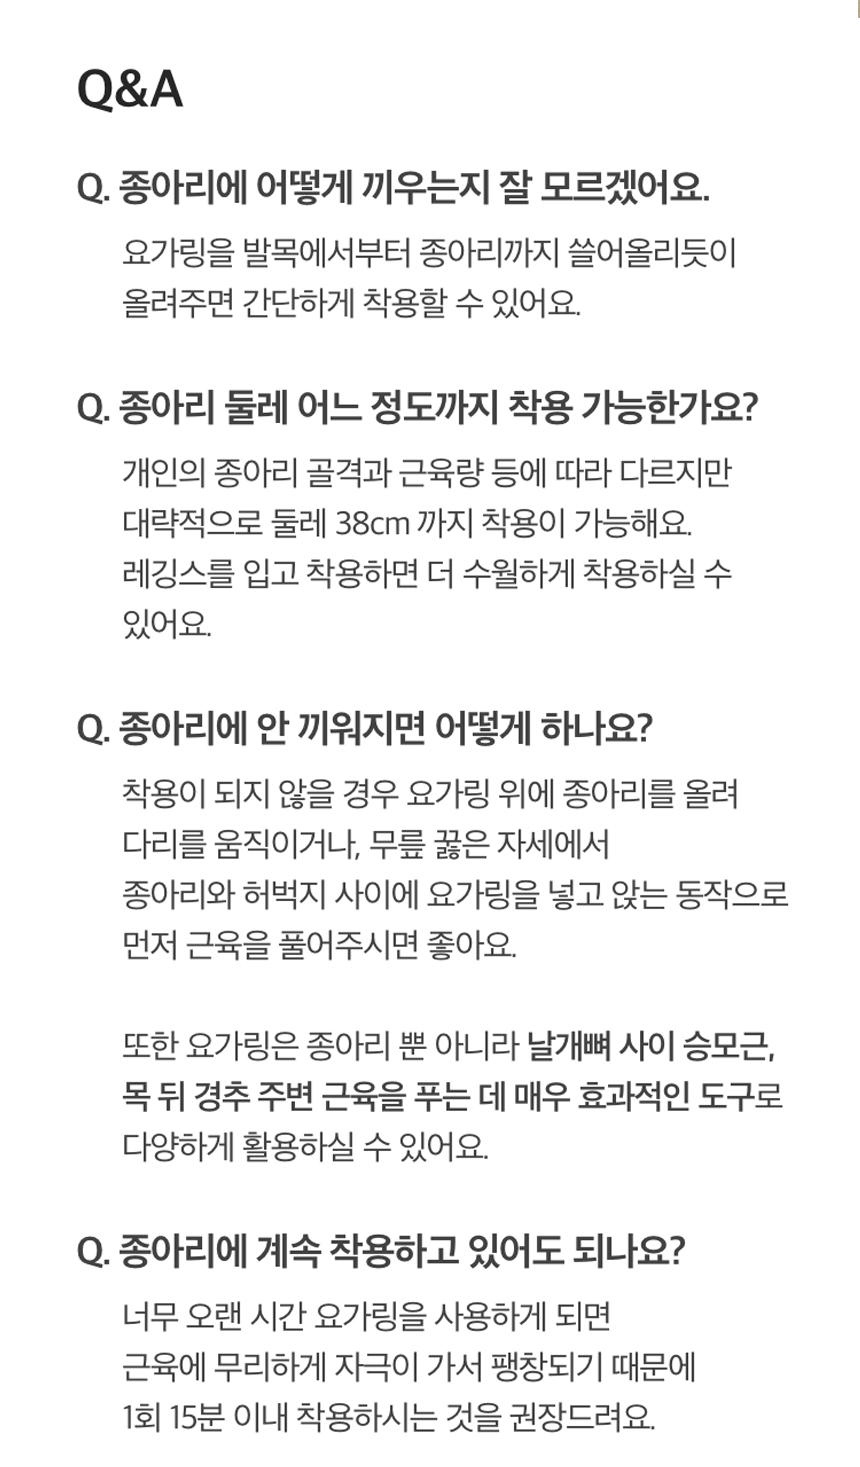 Q&A
Q. 종아리에 어떻게 끼우는지 잘 모르겠어요.
요가링을 발목에서부터 종아리까지 쓸어올리듯이
올려주면 간단하게 착용할 수 있어요.
Q. 종아리 둘레 어느 정도까지 착용 가능한가요?
개인의 종아리 골격과 근육량 등에 따라 다르지만
대략적으로 둘레 38cm 까지 착용이 가능해요.
레깅스를 입고 착용하면 더 수월하게 착용하실 수
있어요.
Q. 종아리에 안 끼워지면 어떻게 하나요?
착용이 되지 않을 경우 요가링 위에 종아리를 올려
다리를 움직이거나, 무릎 꿇은 자세에서
종아리와 허벅지 사이에 요가링을 넣고 앉는 동작으로
먼저 근육을 풀어주시면 좋아요.
또한 요가링은 종아리 뿐 아니라 날개뼈 사이 승모근,
목 뒤 경추 주변 근육을 푸는 데 매우 효과적인 도구로
다양하게 활용하실 수 있어요.
Q. 종아리에 계속 착용하고 있어도 되나요?
너무 오랜 시간 요가링을 사용하게 되면
근육에 무리하게 자극이 가서 팽창되기 때문에
1회 15분 이내 착용하시는 것을 권장드려요.